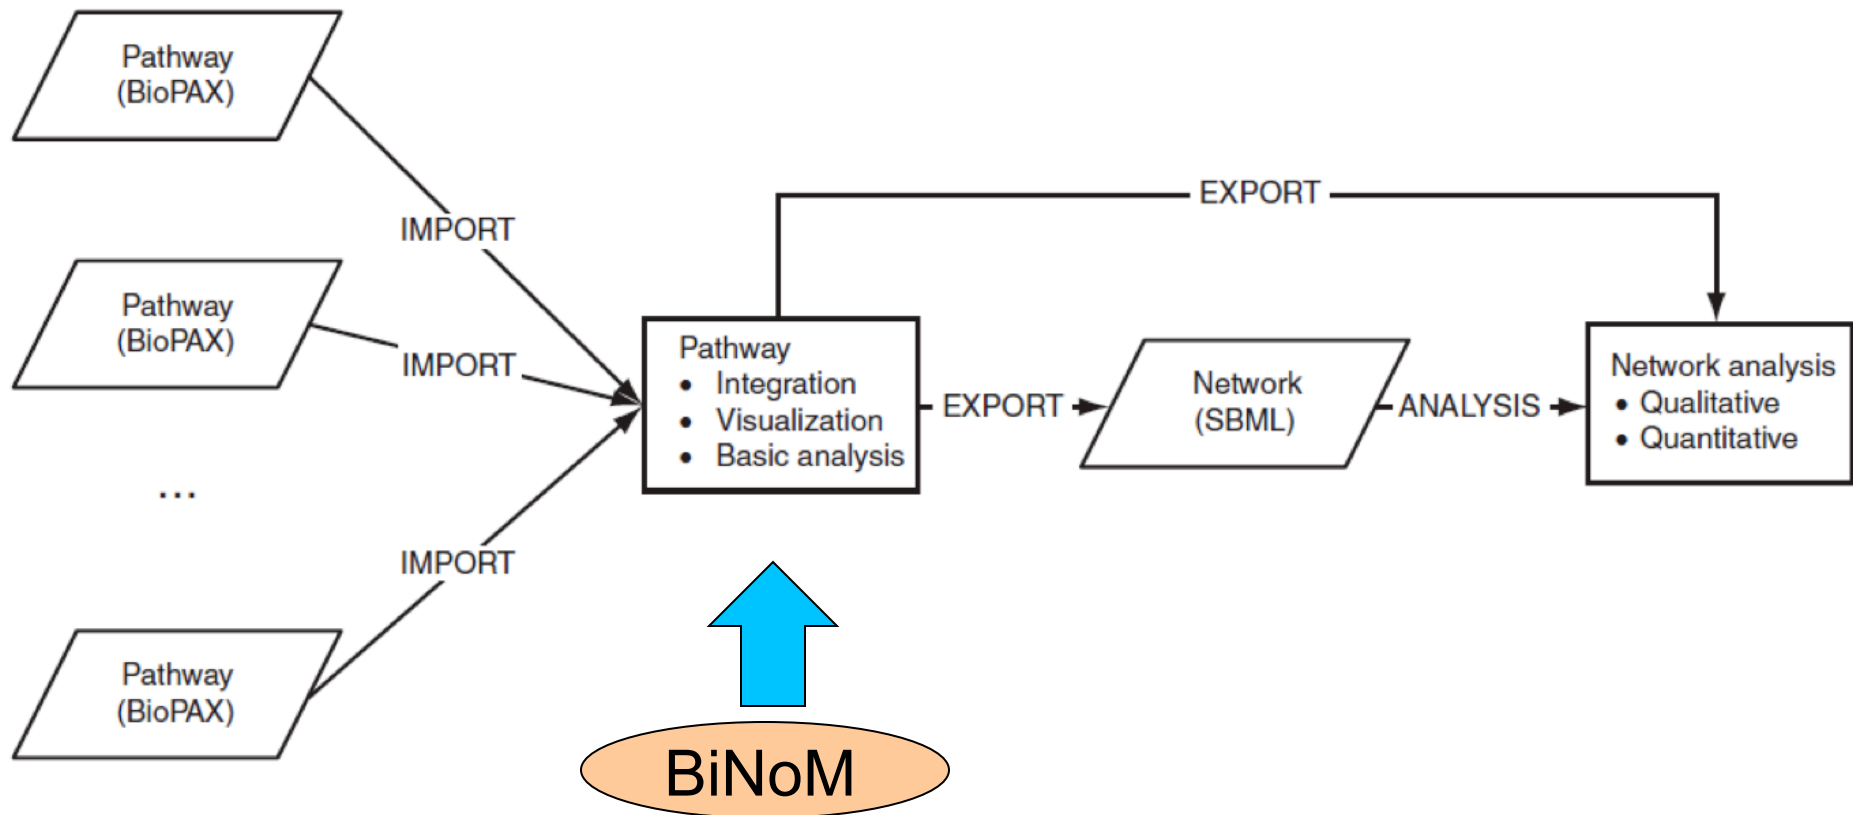 Pathway
(BioPAX)
IMPORT
Pathway
(BioPAX)
IMPORT
...
IMPORT
Pathway
(BioPAX)
Pathway
• Integration
• Visualization
• Basic analysis
EXPORT
EXPORT
Network
(SBML)
ANALYSIS
Network analysis
• Qualitative
• Quantitative
BiNoM